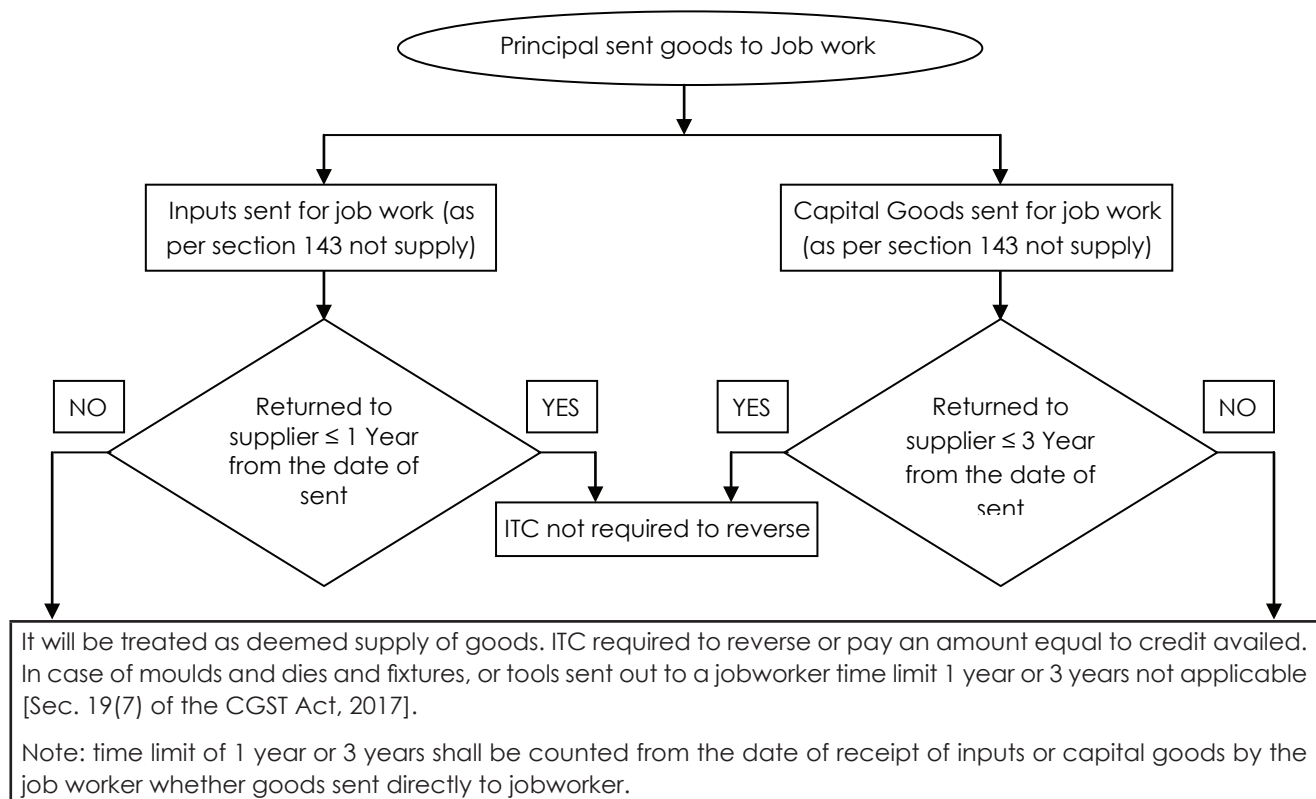 Principal sent goods to Job work
Inputs sent for job work (as
per section 143 not supply)
Capital Goods sent for job work
(as per section 143 not supply)
NO
Returned to
supplier ≤ 1 Year
from the date of
sent
YES
YES
Returned to
supplier ≤ 3 Year
from the date of
sent
NO
ITC not required to reverse
It will be treated as deemed supply of goods. ITC required to reverse or pay an amount equal to credit availed.
In case of moulds and dies and fixtures, or tools sent out to a jobworker time limit 1 year or 3 years not applicable
[Sec. 19(7) of the CGST Act, 2017].
Note: time limit of 1 year or 3 years shall be counted from the date of receipt of inputs or capital goods by the
job worker whether goods sent directly to jobworker.